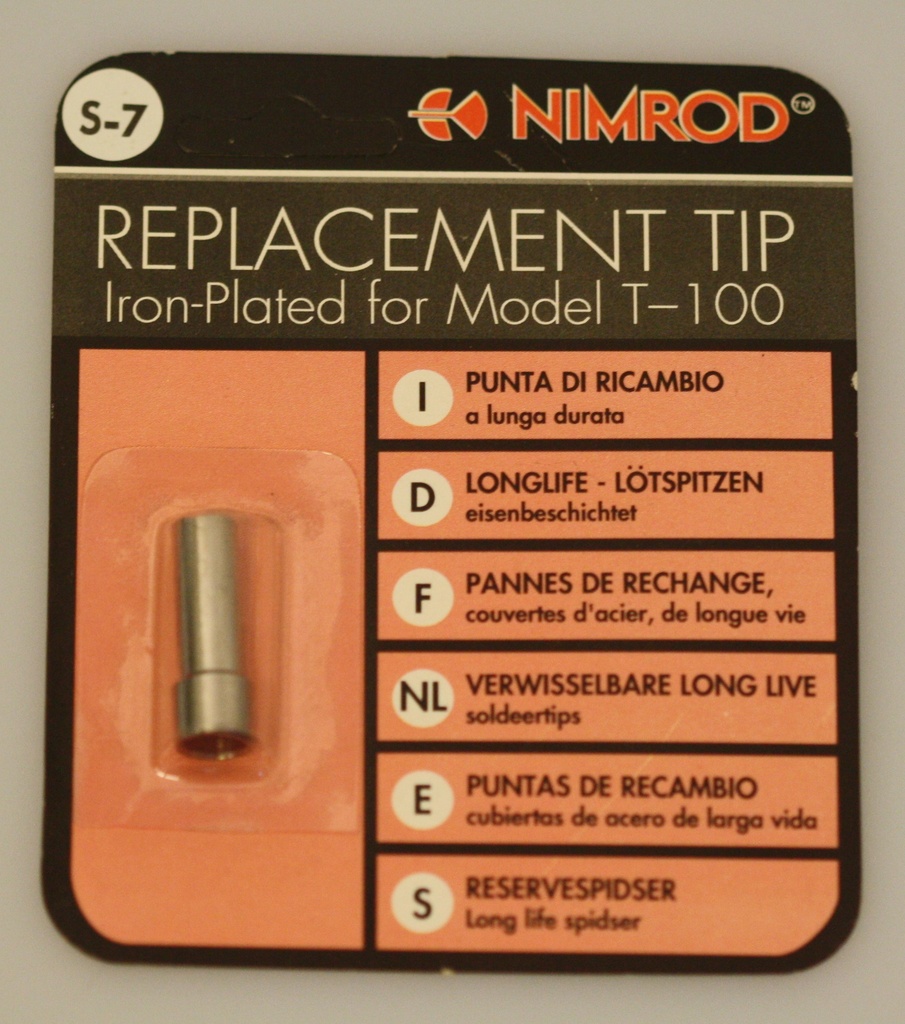 S-7
NIMROD™
REPLACEMENT TIP
Iron-Plated for Model T-100
I
PUNTA DI RICAMBIO
a lunga durata
D
LONGLIFE - LÖTSPITZEN
eisenbeschichtet
F
PANNES DE RECHANGE,
couvertes d'acier, de longue vie
NL
VERWISSELBARE LONG LIVE
soldeertips
E
PUNTAS DE RECAMBIO
cubiertas de acero de larga vida
S
RESERVESPIDSER
Long life spidser